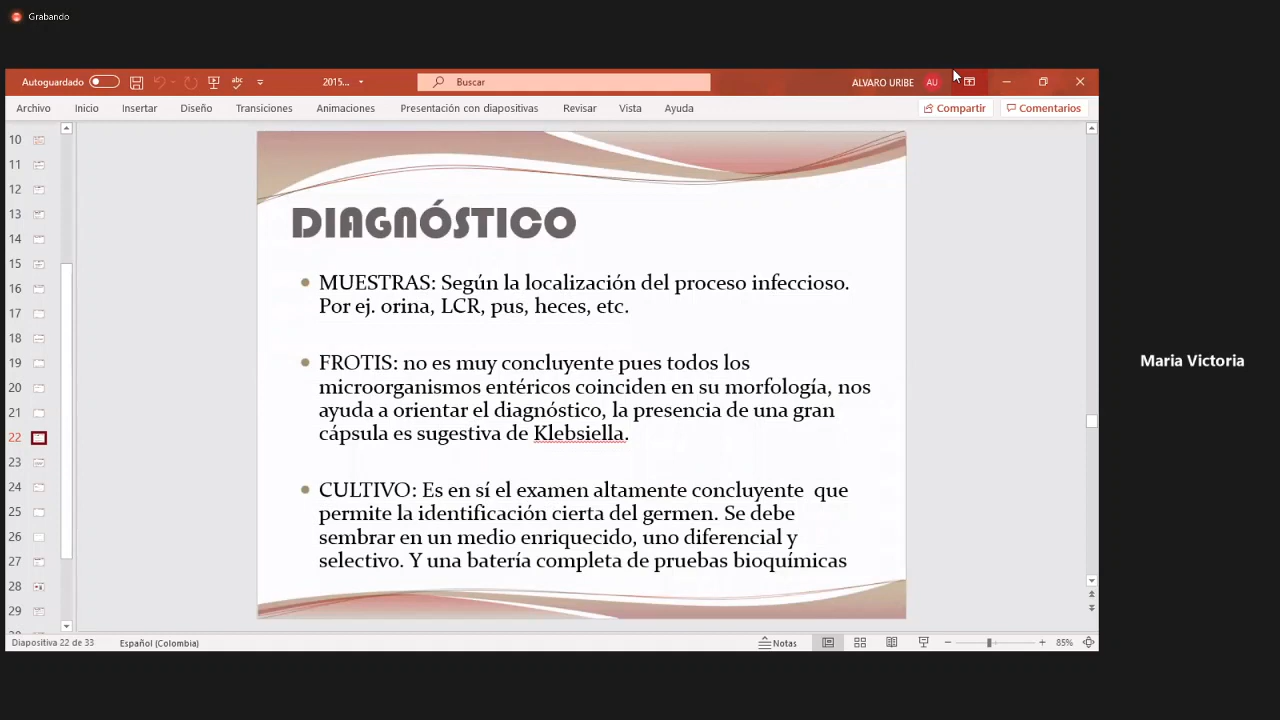 Grabando
Autoguardado
2015...
Buscar
ALVARO URIBE
AU
Archivo
Inicio
Insertar
Diseño
Transiciones
Animaciones
Presentación con diapositivas
Revisar
Vista
Ayuda
Compartir
Comentarios
10
11
12
13
14
15
16
17
18
19
20
21
22
23
24
25
26
27
28
29
DIAGNÓSTICO
MUESTRAS: Según la localización del proceso infeccioso.
Por ej. orina, LCR, pus, heces, etc.
FROTIS: no es muy concluyente pues todos los
microorganismos entéricos coinciden en su morfología, nos
ayuda a orientar el diagnóstico, la presencia de una gran
cápsula es sugestiva de Klebsiella.
CULTIVO: Es en sí el examen altamente concluyente que
permite la identificación cierta del germen. Se debe
sembrar en un medio enriquecido, uno diferencial y
selectivo. Y una batería completa de pruebas bioquímicas
Maria Victoria
Diapositiva 22 de 33
Español (Colombia)
Notas
85%